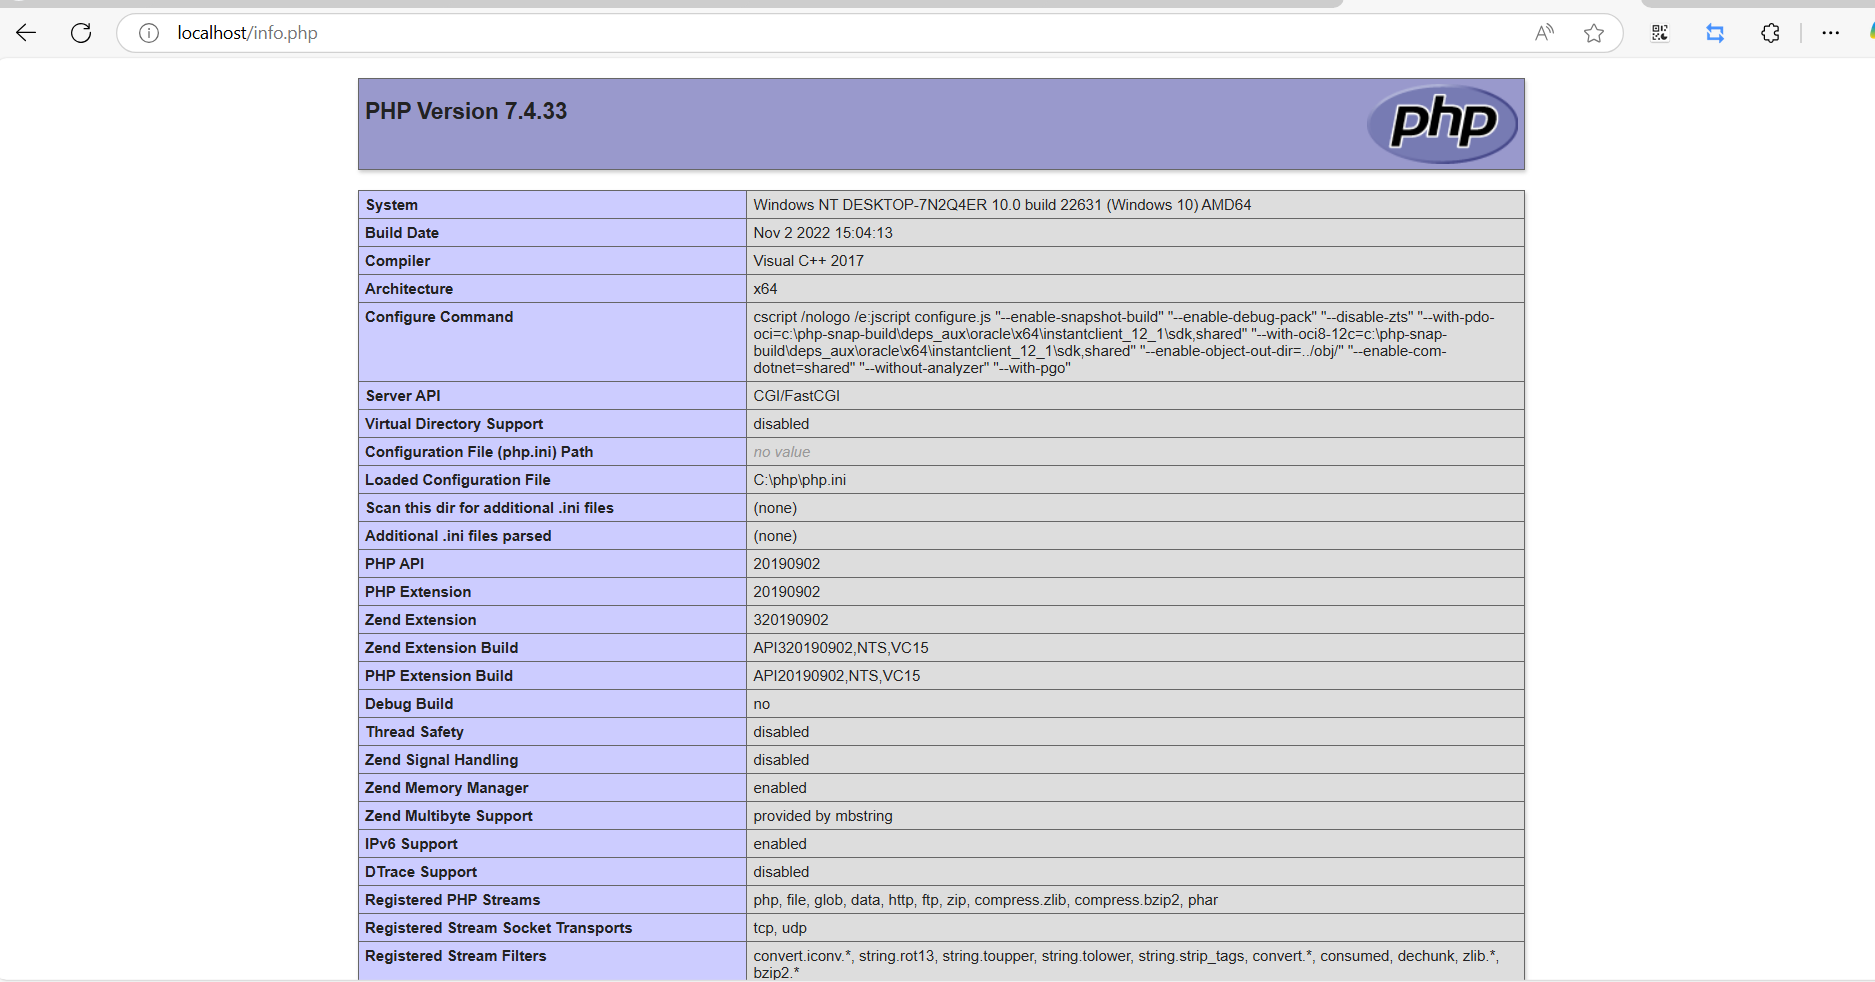 localhost/info.php
PHP Version 7.4.33
php
System Windows NT DESKTOP-7N2Q4ER 10.0 build 22631 (Windows 10) AMD64
Build Date Nov 2 2022 15:04:13
Compiler Visual C++ 2017
Architecture x64
Configure Command cscript /nologo /e:jscript configure.js "--enable-snapshot-build" "--enable-debug-pack" "--disable-zts" "--with-pdo-
oci=c:\php-snap-build\deps_aux\oracle\x64\instantclient_12_1\sdk,shared" "--with-oci8-12c=c:\php-snap-
build\deps_aux\oracle\x64\instantclient_12_1\sdk,shared" "--enable-object-out-dir=../obj/" "--enable-com-
dotnet=shared" "--without-analyzer" "--with-pgo"
Server API CGI/FastCGI
Virtual Directory Support disabled
Configuration File (php.ini) Path no value
Loaded Configuration File C:\php\php.ini
Scan this dir for additional .ini files (none)
Additional .ini files parsed (none)
PHP API 20190902
PHP Extension 20190902
Zend Extension 320190902
Zend Extension Build API320190902,NTS,VC15
PHP Extension Build API20190902,NTS,VC15
Debug Build no
Thread Safety disabled
Zend Signal Handling disabled
Zend Memory Manager enabled
Zend Multibyte Support provided by mbstring
IPv6 Support enabled
DTrace Support disabled
Registered PHP Streams php, file, glob, data, http, ftp, zip, compress.zlib, compress.bzip2, phar
Registered Stream Socket Transports tcp, udp
Registered Stream Filters convert.iconv.*, string.rot13, string.toupper, string.tolower, string.strip_tags, convert.*, consumed, dechunk, zlib.*,
bzip2.*